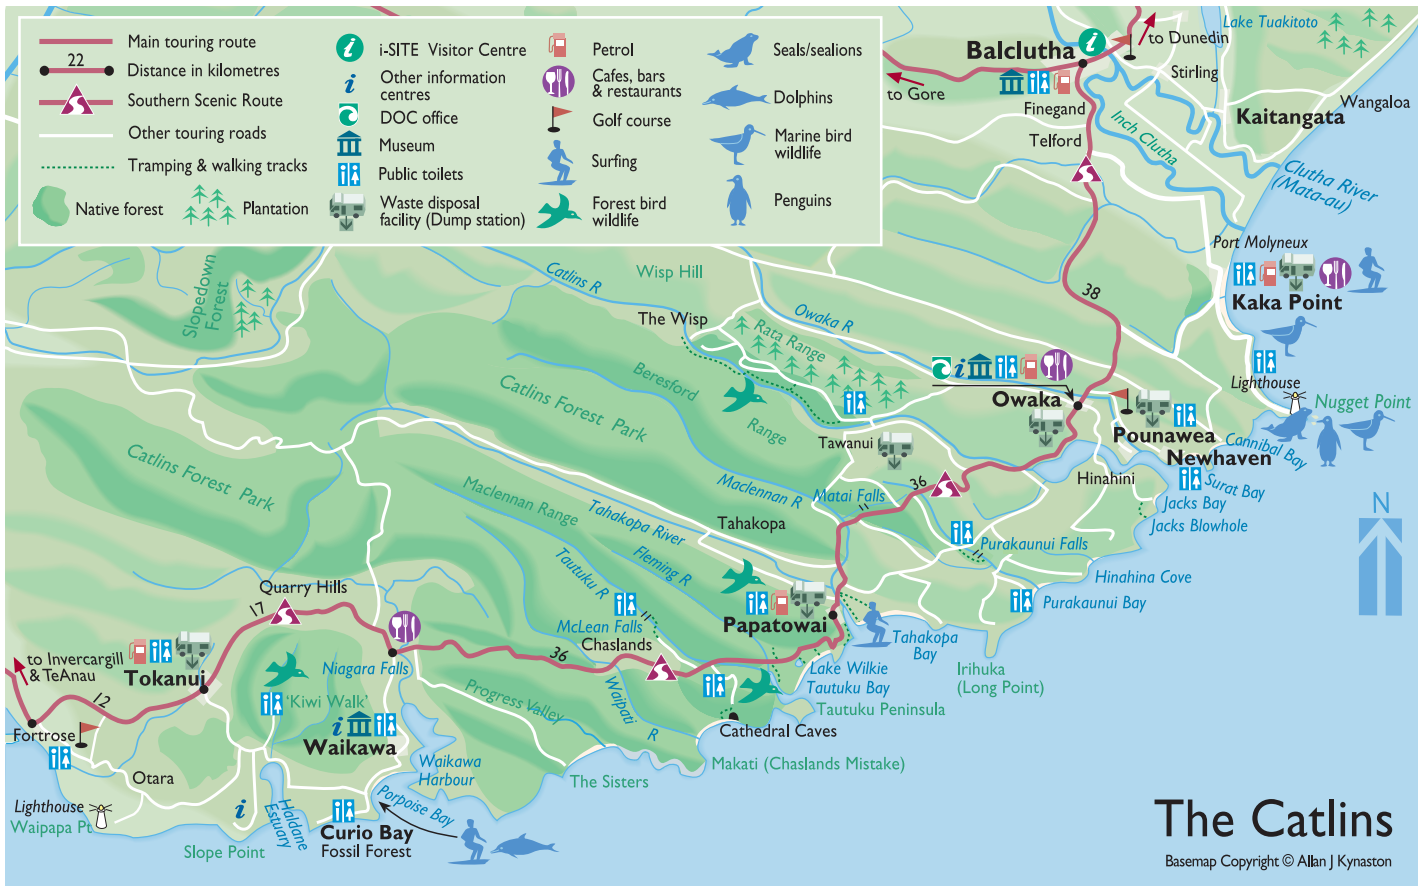 Main touring route
22
Distance in kilometres
Southern Scenic Route
Other touring roads
Tramping & walking tracks
Native forest
Plantation
i-SITE Visitor Centre
Other information
centres
DOC office
Museum
Public toilets
Waste disposal
facility (Dump station)
Petrol
Cafes, bars
& restaurants
Golf course
Surfing
Forest bird
wildlife
Seals/sealions
Dolphins
Marine bird
wildlife
Penguins
Lake Tuakitoto
to Dunedin
Balclutha
i
Stirling
to Gore
Finegand
Wangaloa
Kaitangata
Inch Clutha
Telford
Clutha River
(Mata-au)
Port Molyneux
Kaka Point
38
Slopedown
Forest
Catlins R
Wisp Hill
The Wisp
Owaka R
Rata Range
Beresford
Range
Catlins Forest Park
i
Owaka
Lighthouse
Nugget Point
Pounawea
Newhaven
Cannibal Bay
Tawanui
Catlins Forest Park
Maclennan R
Matai Falls
36
Hinahini
Surat Bay
Jacks Bay
Jacks Blowhole
N
Maclennan Range
Tahakopa River
Tahakopa
Purakaunui Falls
Tautuku R
Fleming R
Hinahina Cove
Purakaunui Bay
Quarry Hills
17
McLean Falls
Chaslands
Papatowai
Tahakopa
Bay
Irihuka
(Long Point)
to Invercargill
& TeAnau
Tokanui
Niagara Falls
36
Lake Wilkie
Tautuku Bay
Tautuku Peninsula
12
'Kiwi Walk'
Progress Valley
Waipati
R
Fortrose
i
Waikawa
Cathedral Caves
Otara
Waikawa
Harbour
The Sisters
Makati (Chaslands Mistake)
Lighthouse
Waipapa Pt
i
Haldane
Estuary
Porpoise Bay
Curio Bay
Fossil Forest
Slope Point
The Catlins
Basemap Copyright © Allan J Kynaston